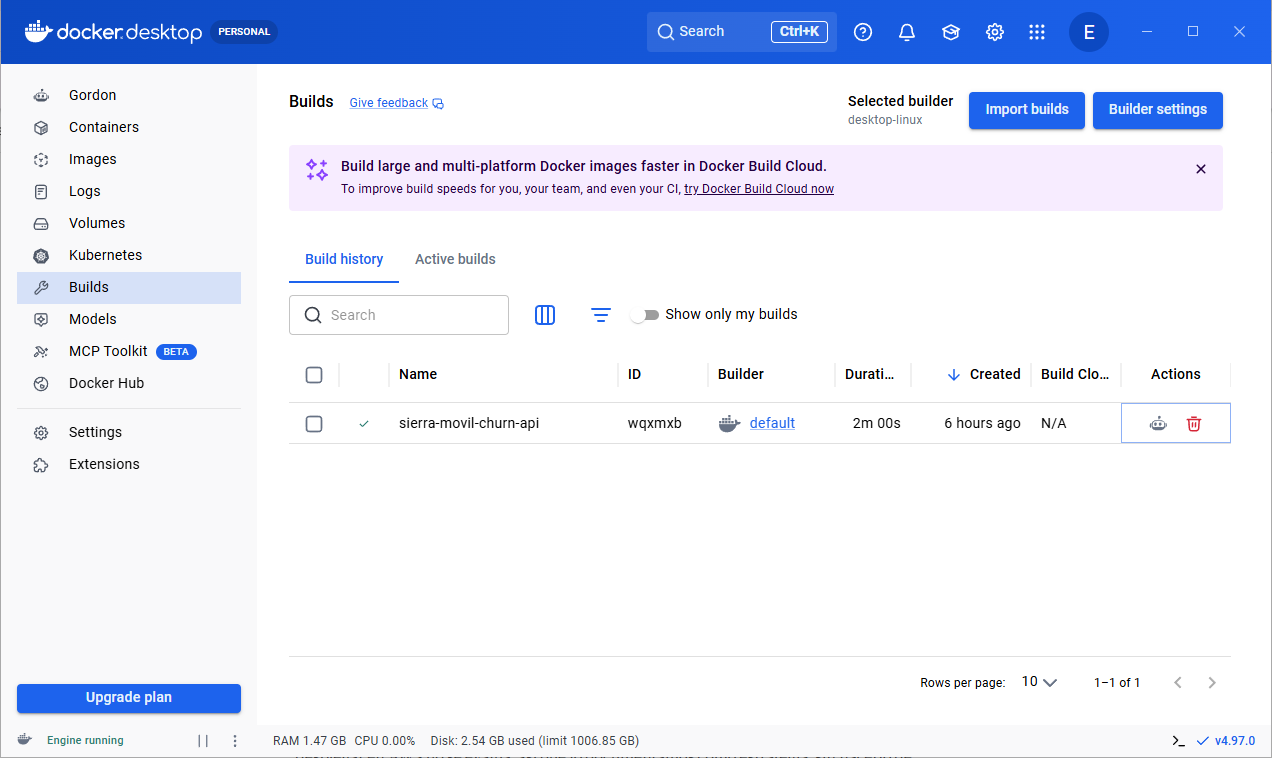 docker.desktop PERSONAL
Search Ctrl+K
E
Gordon
Containers
Images
Logs
Volumes
Kubernetes
Builds
Models
MCP Toolkit BETA
Docker Hub
Settings
Extensions
Upgrade plan
Builds Give feedback
Selected builder
desktop-linux
Import builds
Builder settings
Build large and multi-platform Docker images faster in Docker Build Cloud.
To improve build speeds for you, your team, and even your CI, try Docker Build Cloud now
Build history Active builds
Search
Show only my builds
Name ID Builder Durati... Created Build Clo... Actions
sierra-movil-churn-api wqxmxb default 2m 00s 6 hours ago N/A
Rows per page: 10 1–1 of 1
Engine running
RAM 1.47 GB CPU 0.00% Disk: 2.54 GB used (limit 1006.85 GB)
v4.97.0